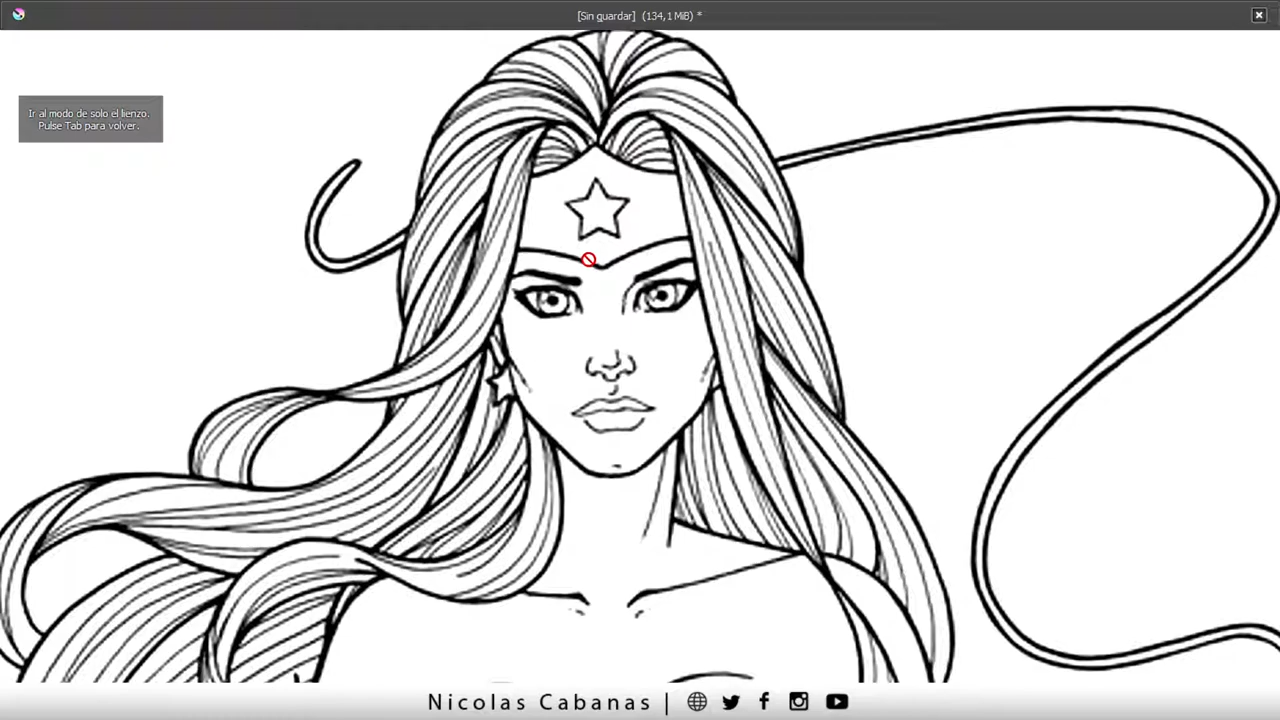 [Sin guardar] (134,1 MiB) *
Ir al modo de solo el lienzo.
Pulse Tab para volver.
Nicolas Cabanas |